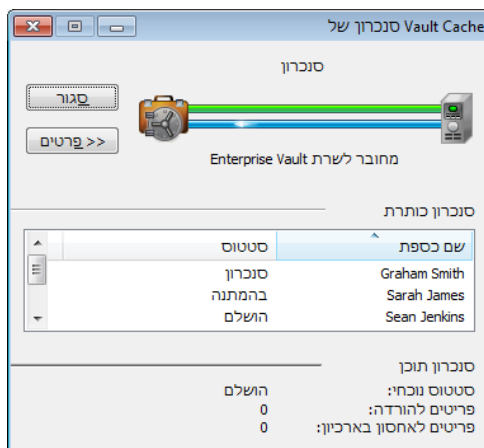 סנכרון של Vault Cache
סנכרון
סגור
פרטים >>
מחובר לשרת Enterprise Vault
סנכרון כותרת
שם כספת סטטוס
Graham Smith סנכרון
Sarah James בהמתנה
Sean Jenkins הושלם
סנכרון תוכן
סטטוס נוכחי: הושלם
פריטים להורדה: 0
פריטים לאחסון בארכיון: 0